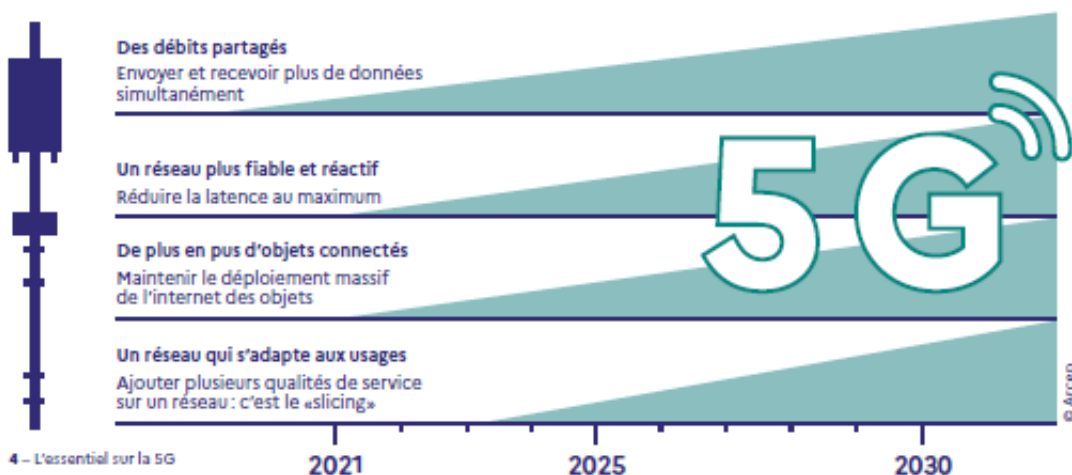 Des débits partagés
Envoyer et recevoir plus de données
simultanément
Un réseau plus fiable et réactif
Réduire la latence au maximum
De plus en pus d'objets connectés
Maintenir le déploiement massif
de l'internet des objets
Un réseau qui s'adapte aux usages
Ajouter plusieurs qualités de service
sur un réseau : c'est le «slicing»
5G
© Arcep
2021
2025
2030
4 – L'essentiel sur la 5G